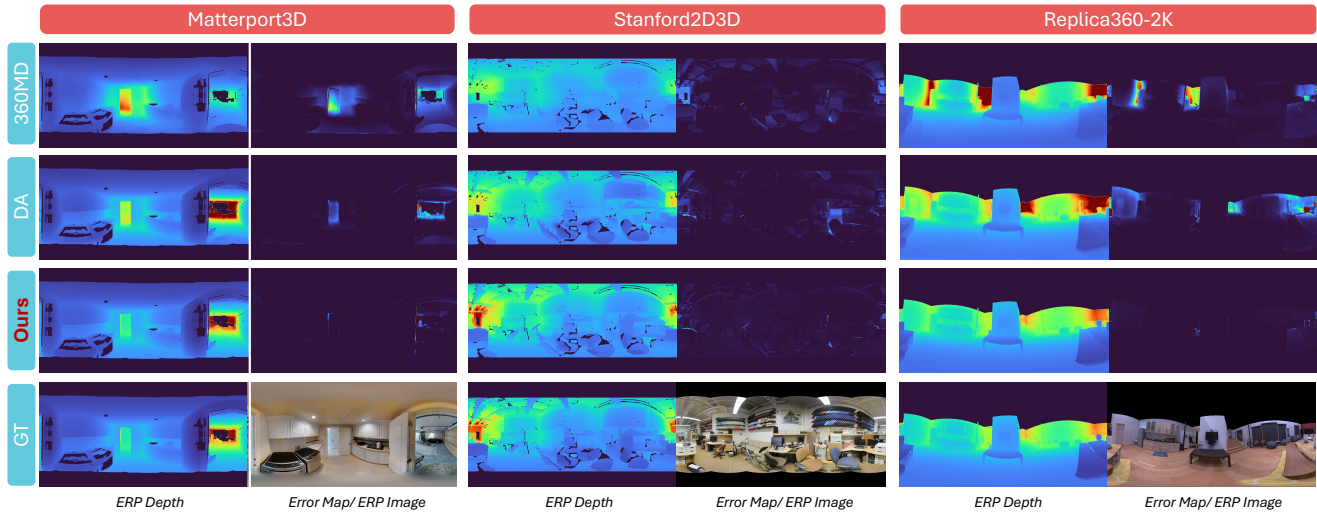 Matterport3D Stanford2D3D Replica360-2K
360MD
DA
Ours
GT
ERP Depth Error Map/ ERP Image ERP Depth Error Map/ ERP Image ERP Depth Error Map/ ERP Image